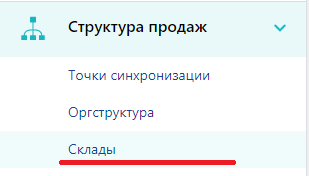 Структура продаж
Точки синхронизации
Оргструктура
Склады